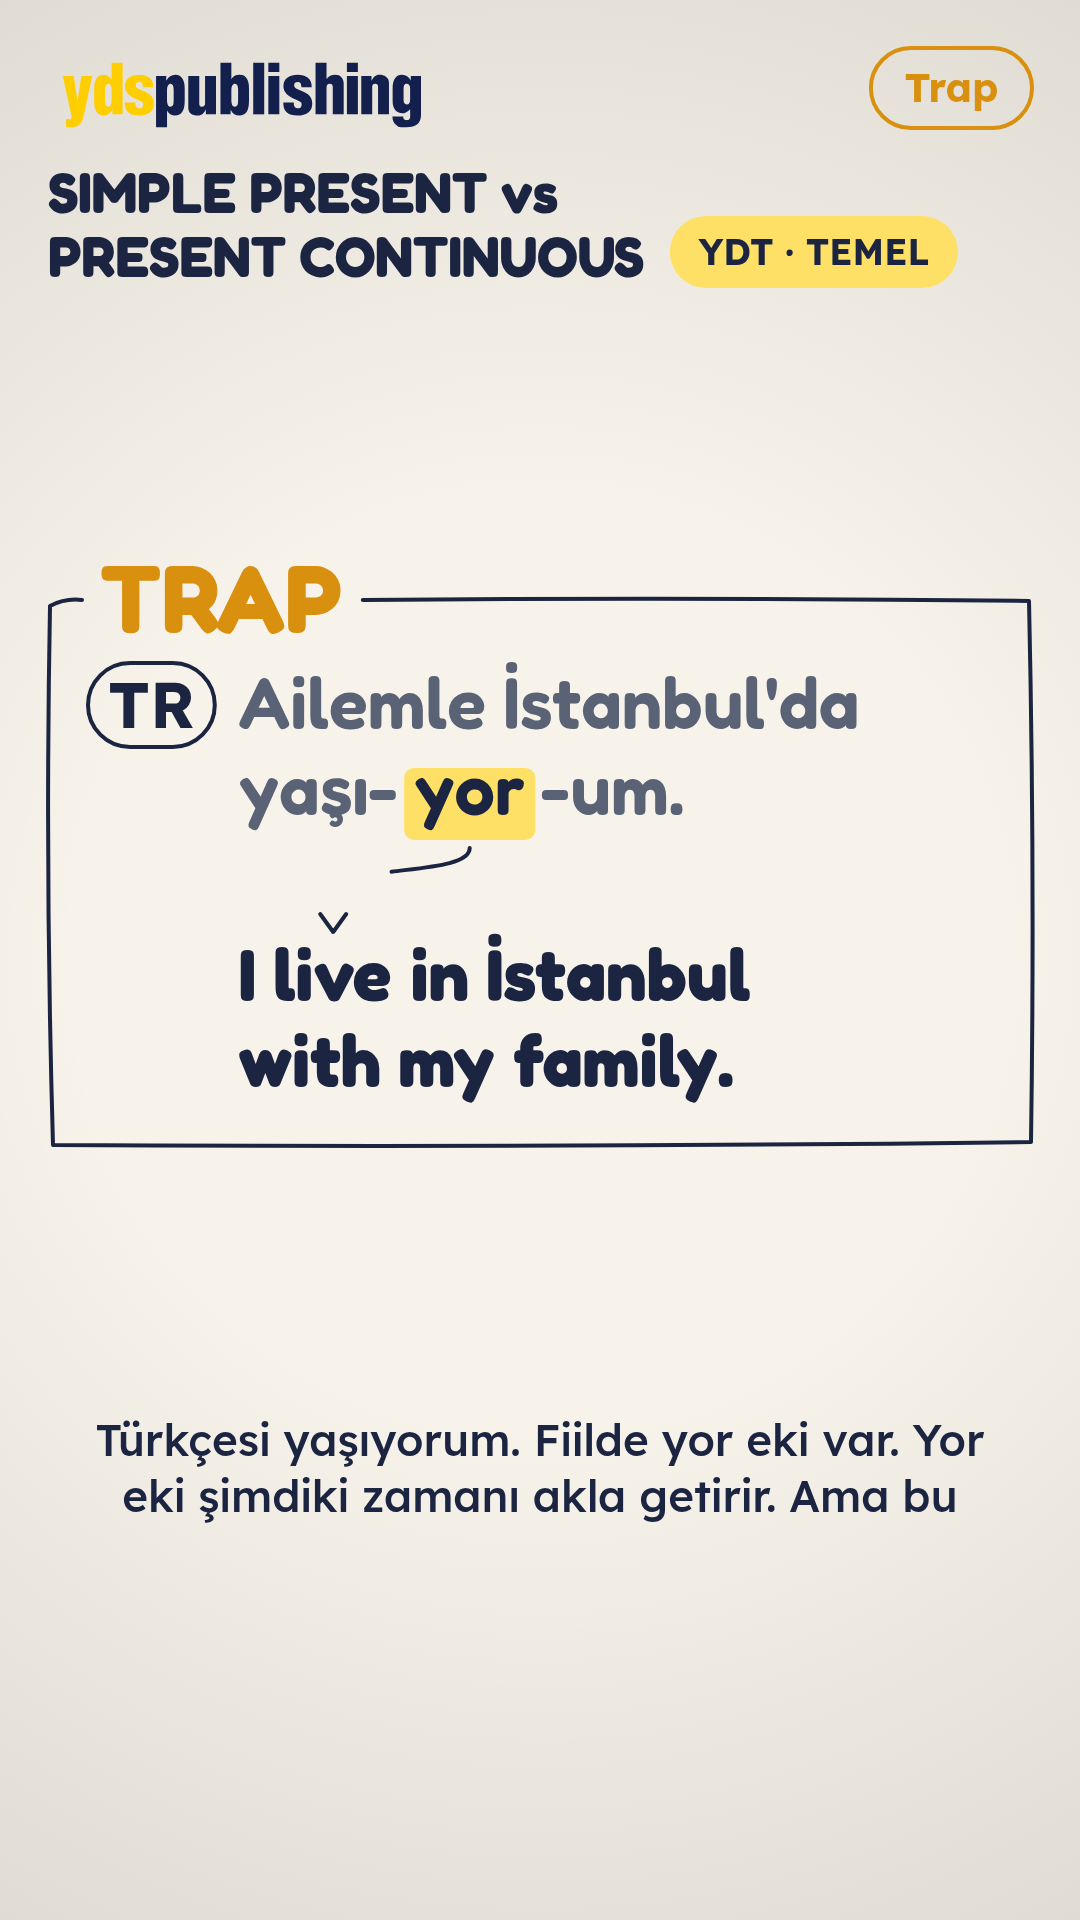 ydspublishing
Trap
SIMPLE PRESENT vs
PRESENT CONTINUOUS
YDT · TEMEL
TRAP
TR
Ailemle İstanbul'da
yaşı- yor -um.
I live in İstanbul
with my family.
Türkçesi yaşıyorum. Fiilde yor eki var. Yor
eki şimdiki zamanı akla getirir. Ama bu